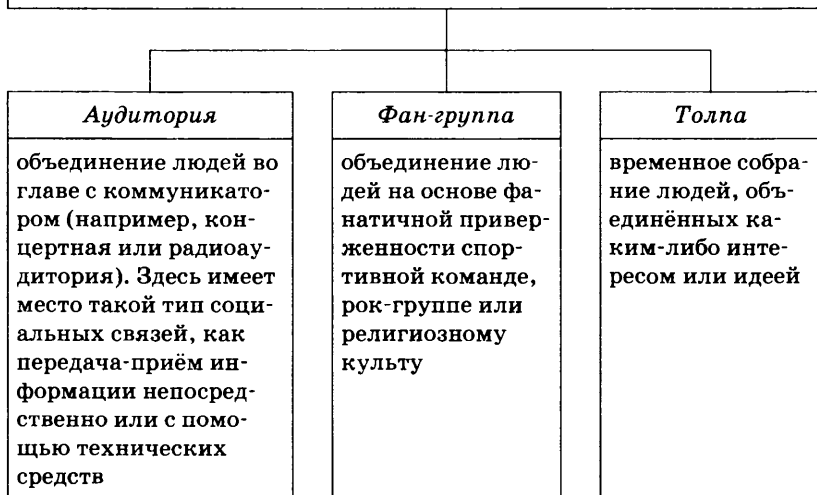 Аудитория
объединение людей во
главе с коммуникато-
ром (например, кон-
цертная или радиоау-
дитория). Здесь имеет
место такой тип соци-
альных связей, как
передача-приём ин-
формации непосред-
ственно или с помо-
щью технических
средств
Фан-группа
объединение лю-
дей на основе фа-
натичной привер-
женности спор-
тивной команде,
рок-группе или
религиозному
культу
Толпа
временное собра-
ние людей, объ-
единённых ка-
ким-либо инте-
ресом или идеей